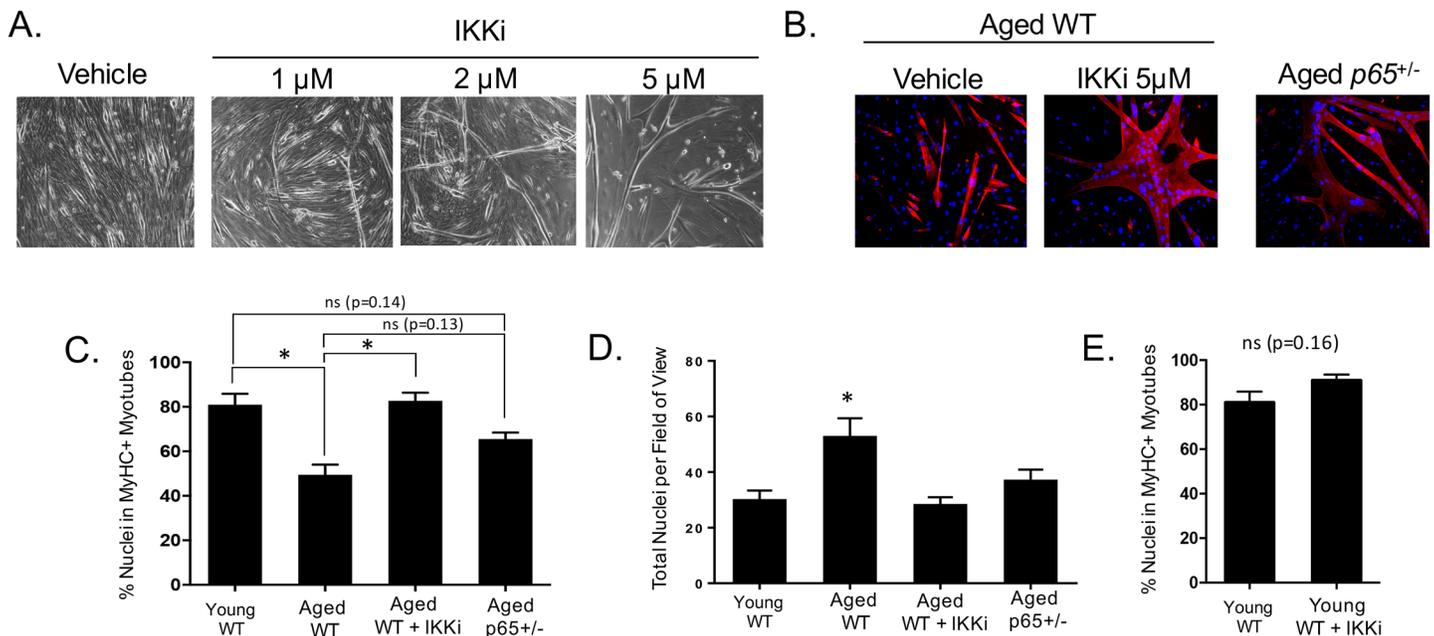 A.
IKKi
Vehicle
1 µM
2 µM
5 µM
B.
Aged WT
Vehicle
IKKi 5µM
Aged p65+/-
C.
ns (p=0.14)
ns (p=0.13)
*
*
% Nuclei in MyHC+ Myotubes
100
80
60
40
20
0
Young
WT
Aged
WT
Aged
WT + IKKi
Aged
p65+/-
D.
Total Nuclei per Field of View
80
60
40
20
0
*
Young
WT
Aged
WT
Aged
WT + IKKi
Aged
p65+/-
E.
ns (p=0.16)
% Nuclei in MyHC+ Myotubes
100
80
60
40
20
0
Young
WT
Young
WT + IKKi